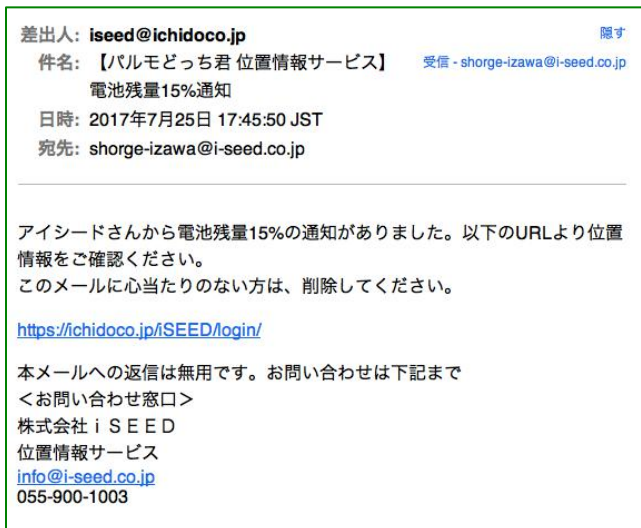 差出人: iseed@ichidoco.jp 隠す
件名: 【パルモどっち君 位置情報サービス】 受信 - shorge-izawa@i-seed.co.jp
電池残量15%通知
日時: 2017年7月25日 17:45:50 JST
宛先: shorge-izawa@i-seed.co.jp
アイシードさんから電池残量15%の通知がありました。以下のURLより位置
情報をご確認ください。
このメールに心当たりのない方は、削除してください。
https://ichidoco.jp/iSEED/login/
本メールへの返信は無用です。お問い合わせは下記まで
＜お問い合わせ窓口＞
株式会社ｉＳＥＥＤ
位置情報サービス
info@i-seed.co.jp
055-900-1003